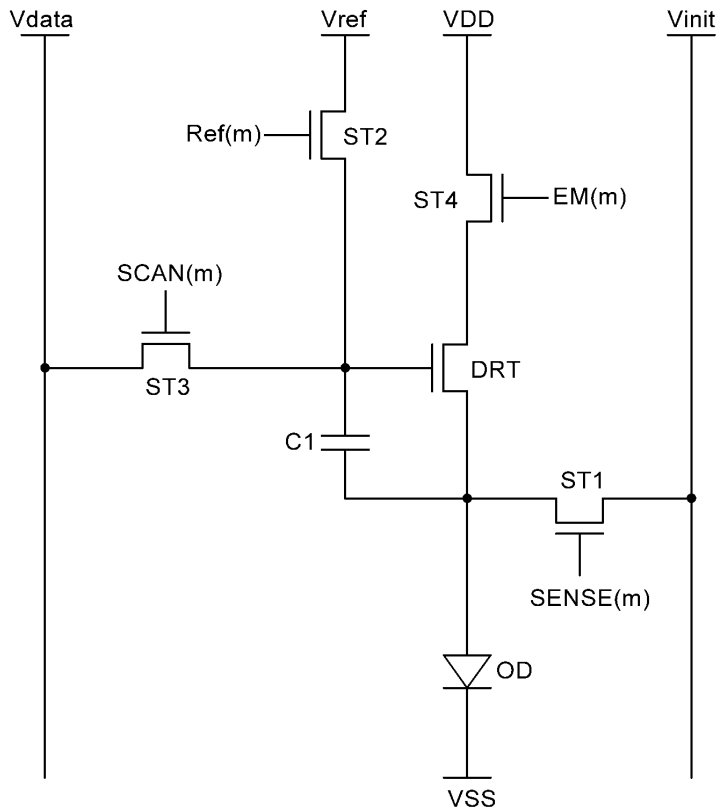 Vdata Vref VDD Vinit
Ref(m) ST2
ST4 EM(m)
SCAN(m)
ST3 DRT
C1
ST1
SENSE(m)
OD
VSS